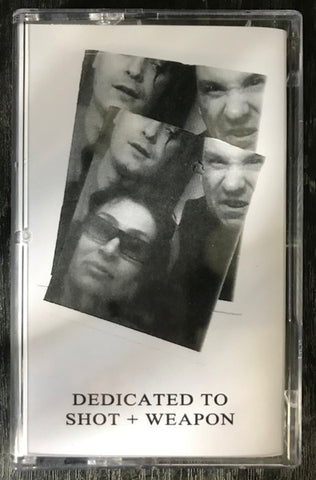 DEDICATED TO
SHOT + WEAPON